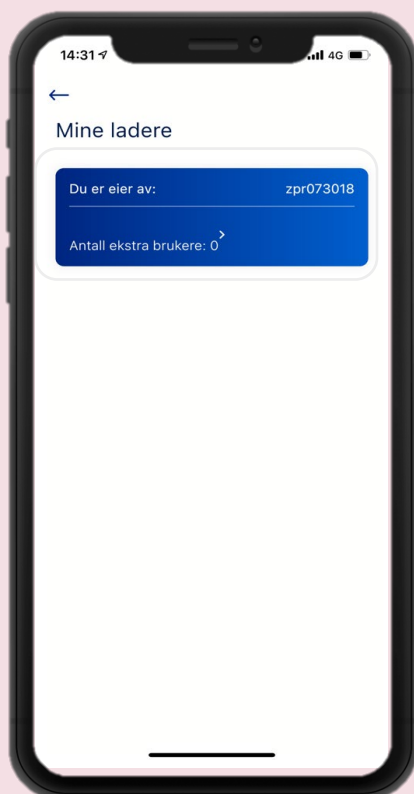 14:31 4G
Mine ladere
Du er eier av: zpr073018
Antall ekstra brukere: 0